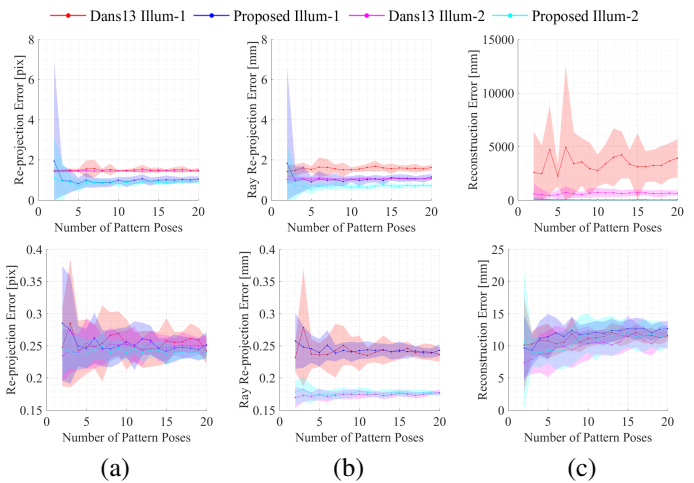 Dans13 Illum-1 Proposed Illum-1 Dans13 Illum-2 Proposed Illum-2
Re-projection Error [pix]
8
6
4
2
0
0 5 10 15 20
Number of Pattern Poses
Ray Re-projection Error [mm]
8
6
4
2
0
0 5 10 15 20
Number of Pattern Poses
Reconstruction Error [mm]
15000
10000
5000
0
0 5 10 15 20
Number of Pattern Poses
Re-projection Error [pix]
0.4
0.35
0.3
0.25
0.2
0.15
0 5 10 15 20
Number of Pattern Poses
Ray Re-projection Error [mm]
0.4
0.35
0.3
0.25
0.2
0.15
0 5 10 15 20
Number of Pattern Poses
Reconstruction Error [mm]
25
20
15
10
5
0
0 5 10 15 20
Number of Pattern Poses
(a) (b) (c)